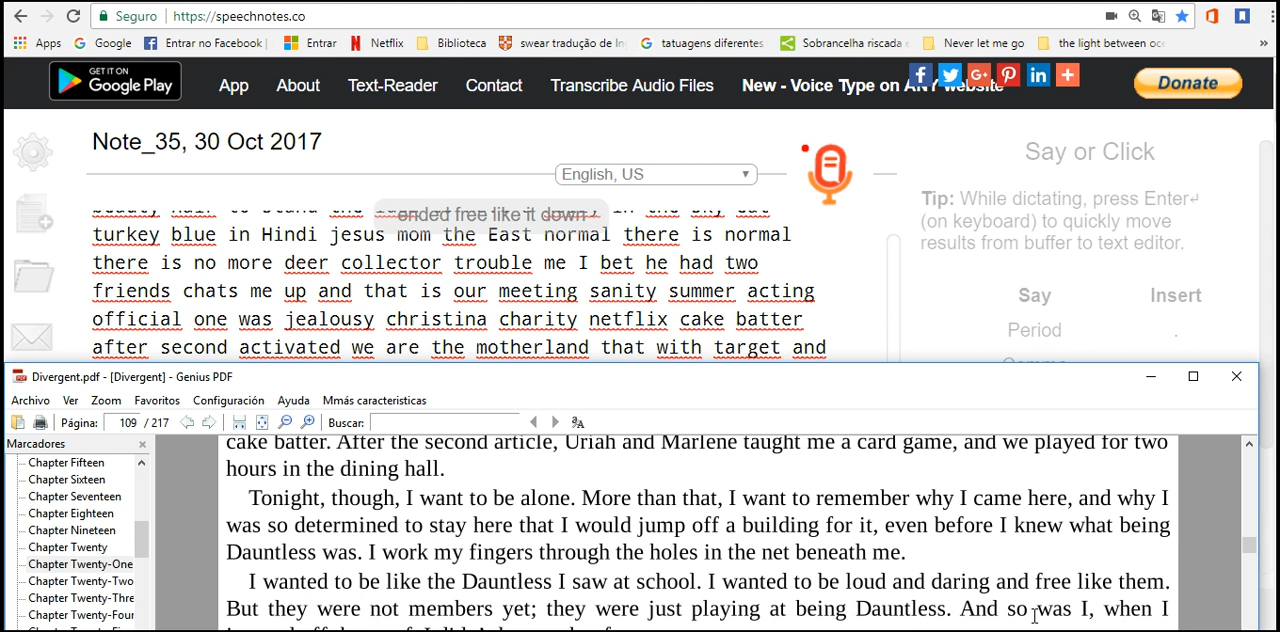 Seguro | https://speechnotes.co
Apps Google Entrar no Facebook | Entrar Netflix Biblioteca swear tradução de In tatuagens diferentes Sobrancelha riscada Never let me go the light between oce »
GET IT ON Google Play App About Text-Reader Contact Transcribe Audio Files New - Voice Type on ANY website Donate
Note_35, 30 Oct 2017
English, US
Say or Click
Tip: While dictating, press Enter↵
(on keyboard) to quickly move
results from buffer to text editor.
Say Insert
Period .
ended free like it down
turkey blue in Hindi jesus mom the East normal there is normal
there is no more deer collector trouble me I bet he had two
friends chats me up and that is our meeting sanity summer acting
official one was jealousy christina charity netflix cake batter
after second activated we are the motherland that with target and
Divergent.pdf - [Divergent] - Genius PDF
Archivo Ver Zoom Favoritos Configuración Ayuda Mmás caracteristicas
Página: 109 / 217 Buscar:
Marcadores
Chapter Fifteen
Chapter Sixteen
Chapter Seventeen
Chapter Eighteen
Chapter Nineteen
Chapter Twenty
Chapter Twenty-One
Chapter Twenty-Two
Chapter Twenty-Thre
Chapter Twenty-Four
cake batter. After the second article, Uriah and Marlene taught me a card game, and we played for two
hours in the dining hall.
Tonight, though, I want to be alone. More than that, I want to remember why I came here, and why I
was so determined to stay here that I would jump off a building for it, even before I knew what being
Dauntless was. I work my fingers through the holes in the net beneath me.
I wanted to be like the Dauntless I saw at school. I wanted to be loud and daring and free like them.
But they were not members yet; they were just playing at being Dauntless. And so was I, when I